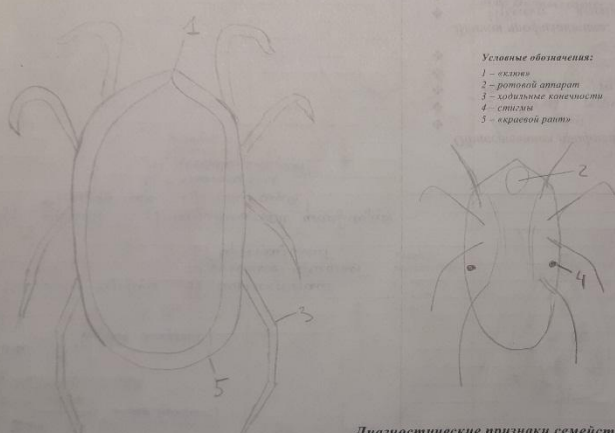 1
Условные обозначения:
1 – «клюв»
2 – ротовой аппарат
3 – ходильные конечности
4 – стигмы
5 – «краевой рант»
2
4
3
5
Диагностические признаки семейст